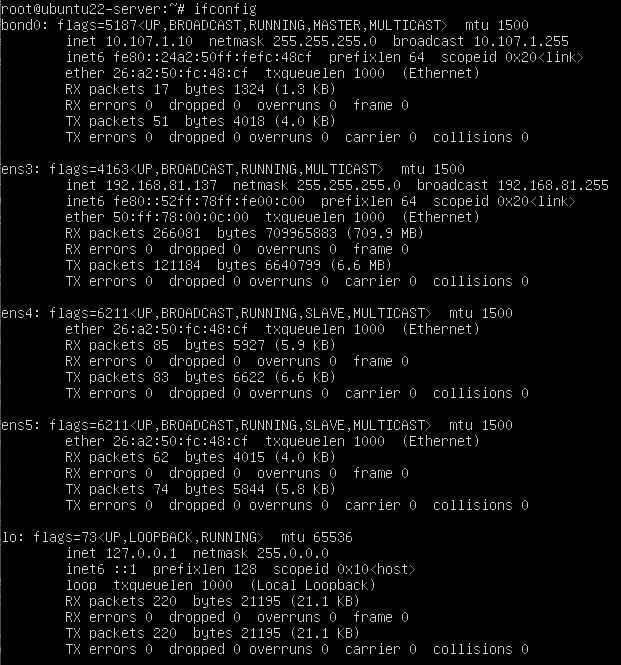 root@ubuntu22-server:~# ifconfig
bond0: flags=5187<UP,BROADCAST,RUNNING,MASTER,MULTICAST>  mtu 1500
        inet 10.107.1.10  netmask 255.255.255.0  broadcast 10.107.1.255
        inet6 fe80::24a2:50ff:fefc:48cf  prefixlen 64  scopeid 0x20<link>
        ether 26:a2:50:fc:48:cf  txqueuelen 1000  (Ethernet)
        RX packets 17  bytes 1324 (1.3 KB)
        RX errors 0  dropped 0  overruns 0  frame 0
        TX packets 51  bytes 4018 (4.0 KB)
        TX errors 0  dropped 0 overruns 0  carrier 0  collisions 0
ens3: flags=4163<UP,BROADCAST,RUNNING,MULTICAST>  mtu 1500
        inet 192.168.81.137  netmask 255.255.255.0  broadcast 192.168.81.255
        inet6 fe80::52ff:78ff:fe00:c00  prefixlen 64  scopeid 0x20<link>
        ether 50:ff:78:00:0c:00  txqueuelen 1000  (Ethernet)
        RX packets 266081  bytes 709965883 (709.9 MB)
        RX errors 0  dropped 0  overruns 0  frame 0
        TX packets 121184  bytes 6640799 (6.6 MB)
        TX errors 0  dropped 0 overruns 0  carrier 0  collisions 0
ens4: flags=6211<UP,BROADCAST,RUNNING,SLAVE,MULTICAST>  mtu 1500
        ether 26:a2:50:fc:48:cf  txqueuelen 1000  (Ethernet)
        RX packets 85  bytes 5927 (5.9 KB)
        RX errors 0  dropped 0  overruns 0  frame 0
        TX packets 83  bytes 6622 (6.6 KB)
        TX errors 0  dropped 0 overruns 0  carrier 0  collisions 0
ens5: flags=6211<UP,BROADCAST,RUNNING,SLAVE,MULTICAST>  mtu 1500
        ether 26:a2:50:fc:48:cf  txqueuelen 1000  (Ethernet)
        RX packets 62  bytes 4015 (4.0 KB)
        RX errors 0  dropped 0  overruns 0  frame 0
        TX packets 74  bytes 5844 (5.8 KB)
        TX errors 0  dropped 0 overruns 0  carrier 0  collisions 0
lo: flags=73<UP,LOOPBACK,RUNNING>  mtu 65536
        inet 127.0.0.1  netmask 255.0.0.0
        inet6 ::1  prefixlen 128  scopeid 0x10<host>
        loop  txqueuelen 1000  (Local Loopback)
        RX packets 220  bytes 21195 (21.1 KB)
        RX errors 0  dropped 0  overruns 0  frame 0
        TX packets 220  bytes 21195 (21.1 KB)
        TX errors 0  dropped 0 overruns 0  carrier 0  collisions 0